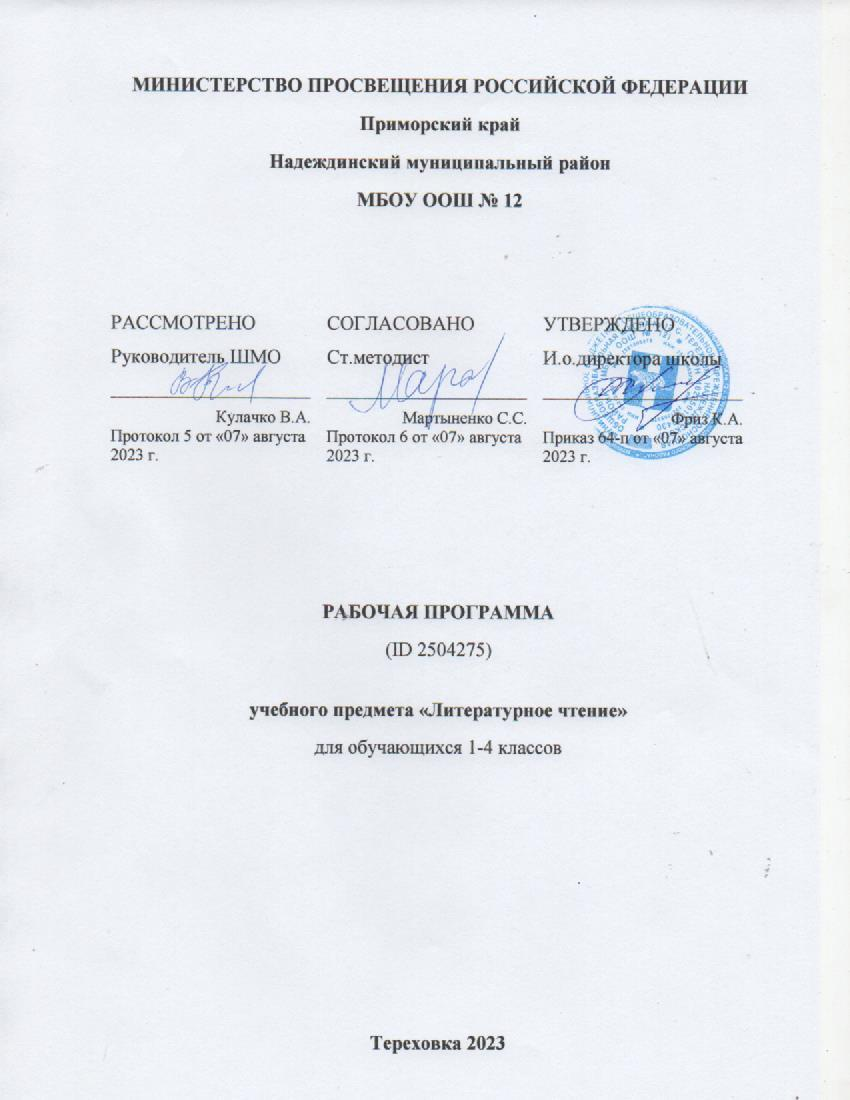 МИНИСТЕРСТВО ПРОСВЕЩЕНИЯ РОССИЙСКОЙ ФЕДЕРАЦИИ
Приморский край
Надеждинский муниципальный район
МБОУ ООШ № 12
РАССМОТРЕНО
Руководитель ШМО
Кулачко В.А.
Протокол 5 от «07» августа
2023 г.
СОГЛАСОВАНО
Ст.методист
Мартыненко С.С.
Протокол 6 от «07» августа
2023 г.
УТВЕРЖДЕНО
И.о.директора школы
Фриз К.А.
Приказ 64-п от «07» августа
2023 г.
РАБОЧАЯ ПРОГРАММА
(ID 2504275)
учебного предмета «Литературное чтение»
для обучающихся 1-4 классов
Тереховка 2023